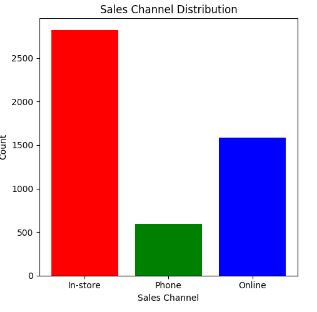 Sales Channel Distribution
Count
2500
2000
1500
1000
500
0
In-store Phone Online
Sales Channel